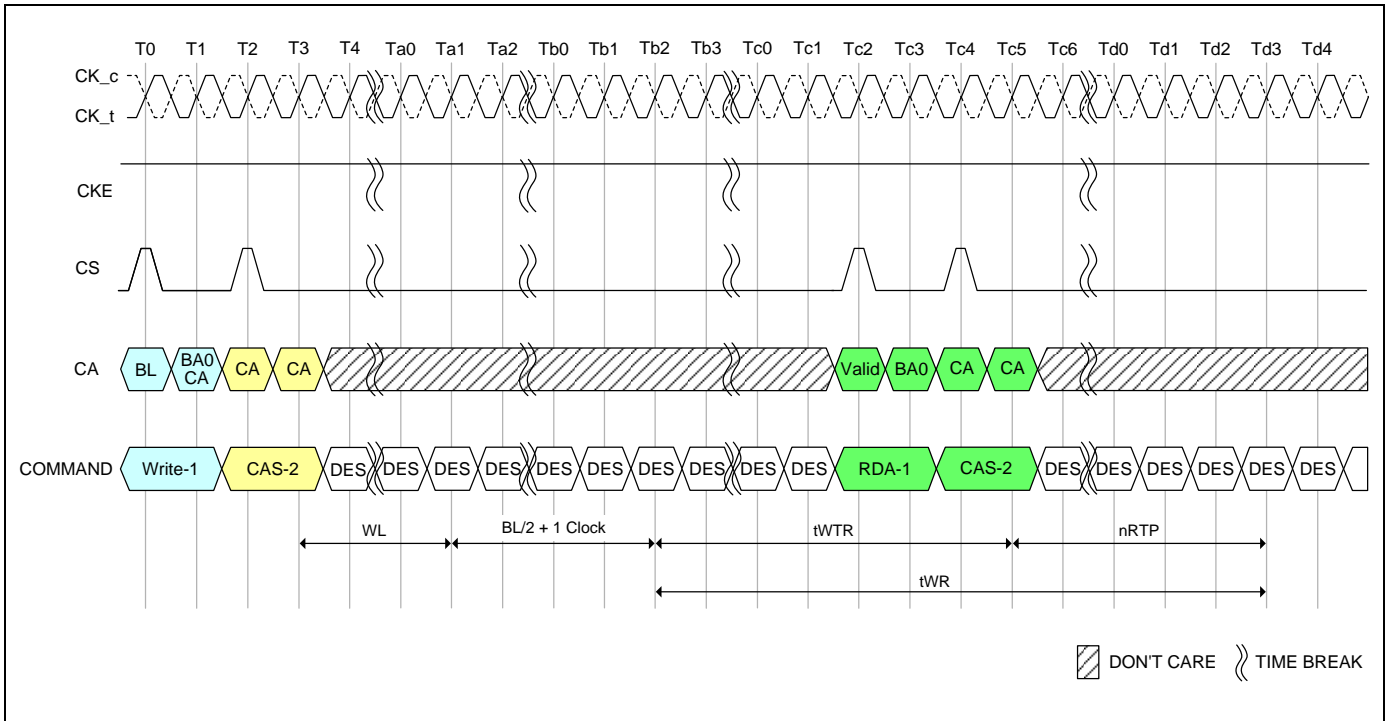 T0 T1 T2 T3 T4 Ta0 Ta1 Ta2 Tb0 Tb1 Tb2 Tb3 Tc0 Tc1 Tc2 Tc3 Tc4 Tc5 Tc6 Td0 Td1 Td2 Td3 Td4
CK_c
CK_t
CKE
CS
CA BL BA0 CA CA CA Valid BA0 CA CA
COMMAND Write-1 CAS-2 DES DES DES DES DES DES DES DES DES DES RDA-1 CAS-2 DES DES DES DES DES DES
WL BL/2 + 1 Clock tWTR nRTP
tWR
DON'T CARE TIME BREAK